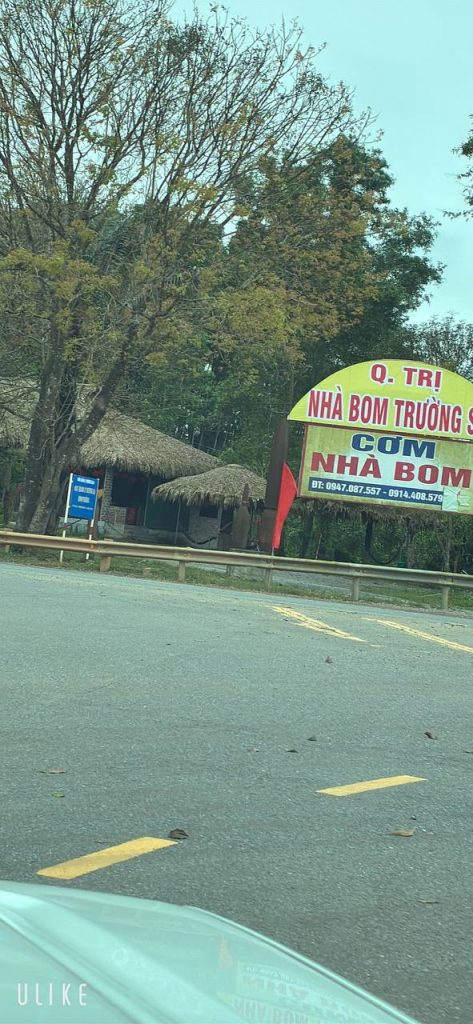 Q. TRỊ
NHÀ BOM TRƯỜNG S
CƠM
NHÀ BOM
ĐT: 0947.087.557 - 0914.408.579
ULIKE